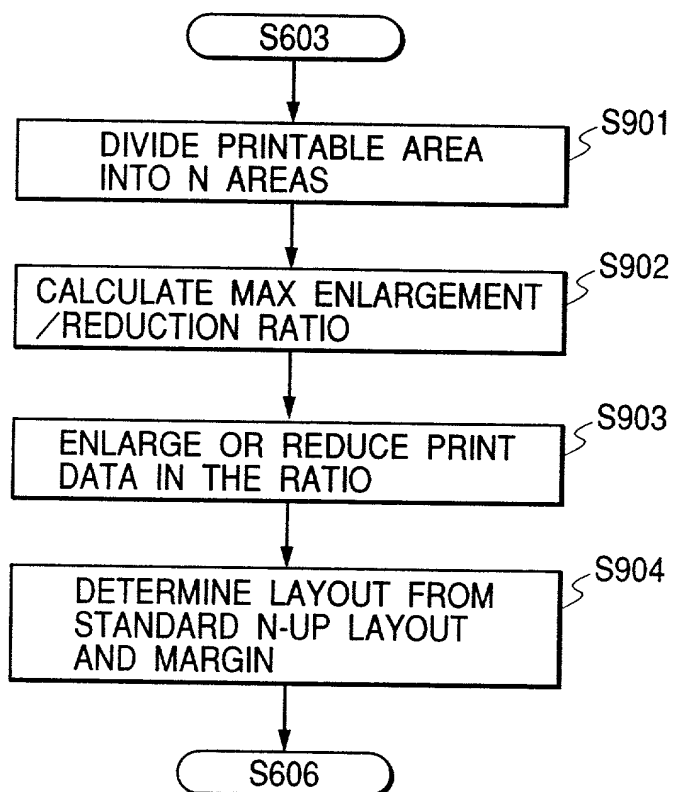 S603
S901
DIVIDE PRINTABLE AREA
INTO N AREAS
S902
CALCULATE MAX ENLARGEMENT
/REDUCTION RATIO
S903
ENLARGE OR REDUCE PRINT
DATA IN THE RATIO
S904
DETERMINE LAYOUT FROM
STANDARD N-UP LAYOUT
AND MARGIN
S606